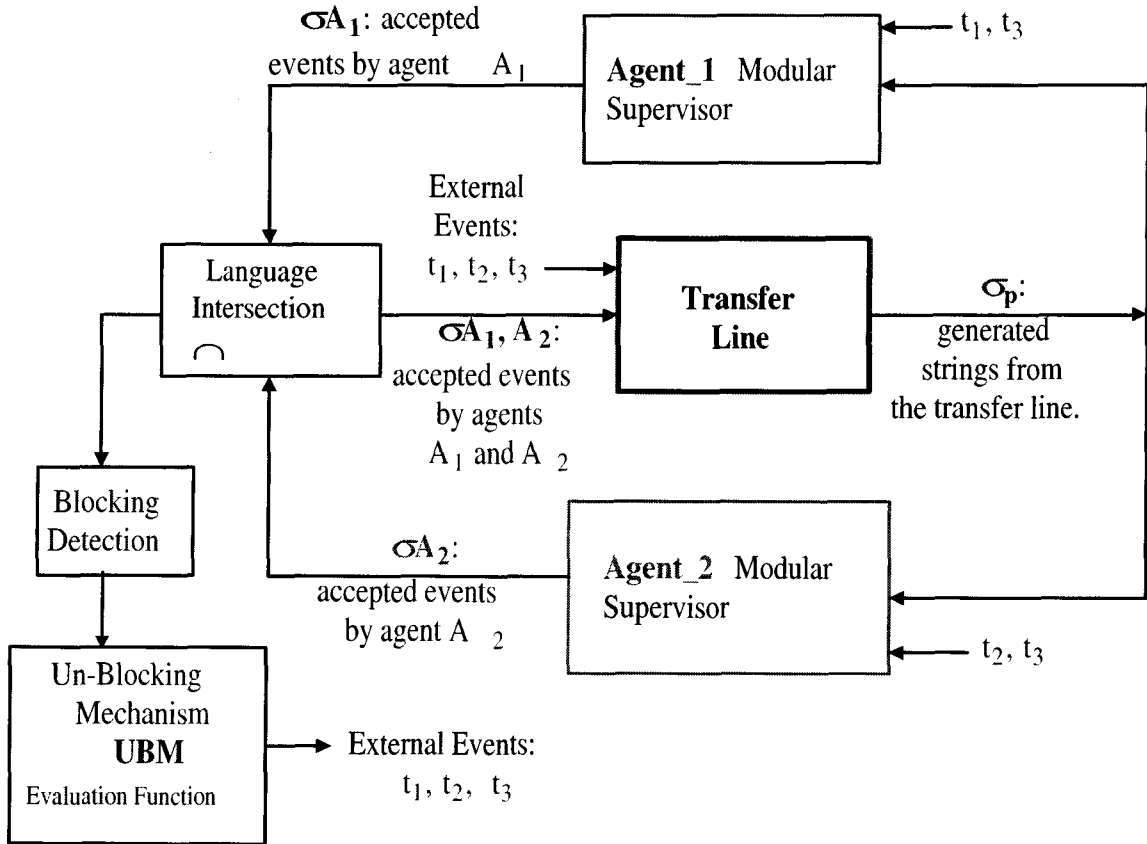 σA₁: accepted
events by agent A₁
Agent_1 Modular
Supervisor
t₁, t₃
External
Events:
t₁, t₂, t₃
Language
Intersection
∩
σA₁, A₂:
accepted events
by agents
A₁ and A₂
Transfer
Line
σₚ:
generated
strings from
the transfer line.
Blocking
Detection
σA₂:
accepted events
by agent A₂
Agent_2 Modular
Supervisor
t₂, t₃
Un-Blocking
Mechanism
UBM
Evaluation Function
External Events:
t₁, t₂, t₃